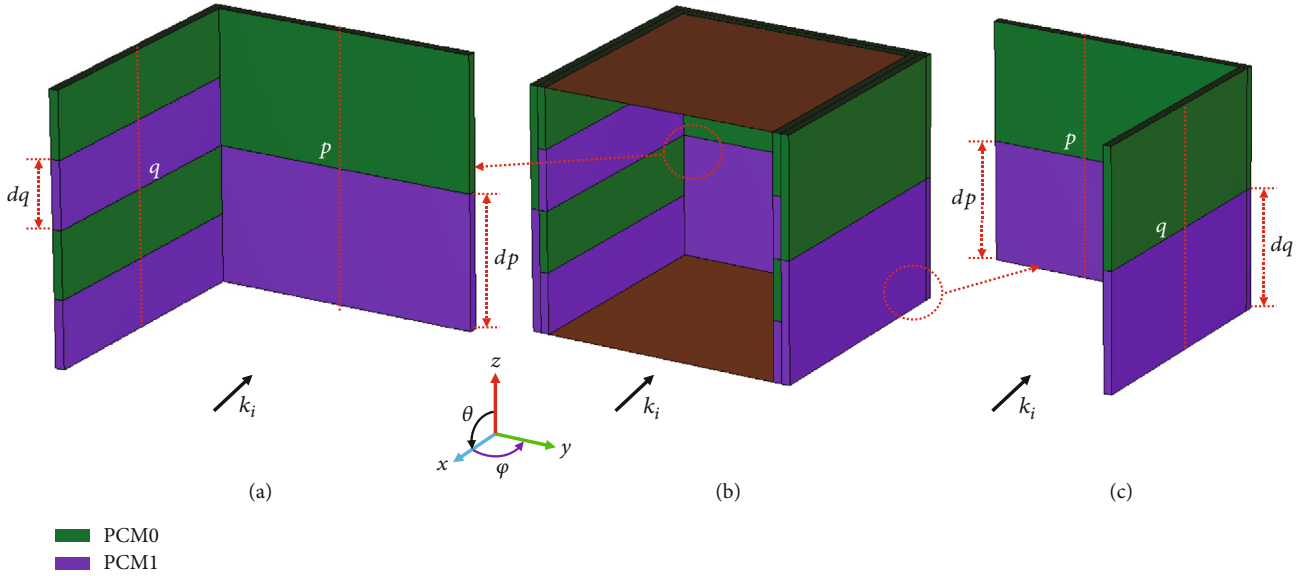 q
p
dq
dp
p
q
dp
dq
k_i
k_i
k_i
z
θ
x
y
φ
(a)
(b)
(c)
PCM0
PCM1